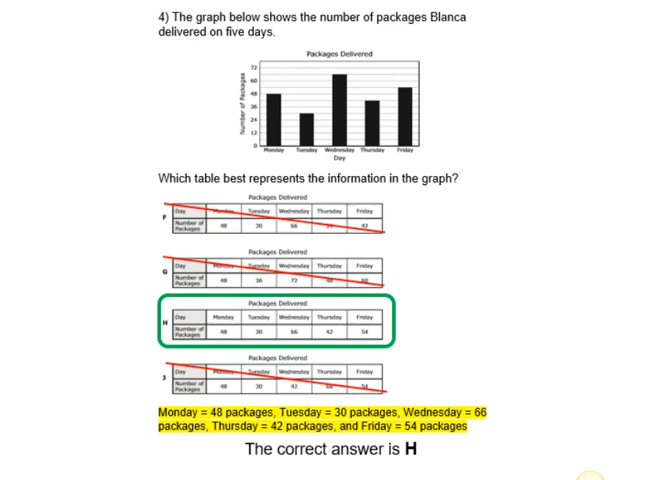 4) The graph below shows the number of packages Blanca
delivered on five days.
Packages Delivered
72
60
48
36
24
12
0
Number of Packages
Monday Tuesday Wednesday Thursday Friday
Day
Which table best represents the information in the graph?
Packages Delivered
F
Day Monday Tuesday Wednesday Thursday Friday
Number of Packages 48 30 66 54 42
Packages Delivered
G
Day Monday Tuesday Wednesday Thursday Friday
Number of Packages 48 36 72 48 60
Packages Delivered
H
Day Monday Tuesday Wednesday Thursday Friday
Number of Packages 48 30 66 42 54
Packages Delivered
J
Day Monday Tuesday Wednesday Thursday Friday
Number of Packages 48 30 42 66 54
Monday = 48 packages, Tuesday = 30 packages, Wednesday = 66
packages, Thursday = 42 packages, and Friday = 54 packages
The correct answer is H